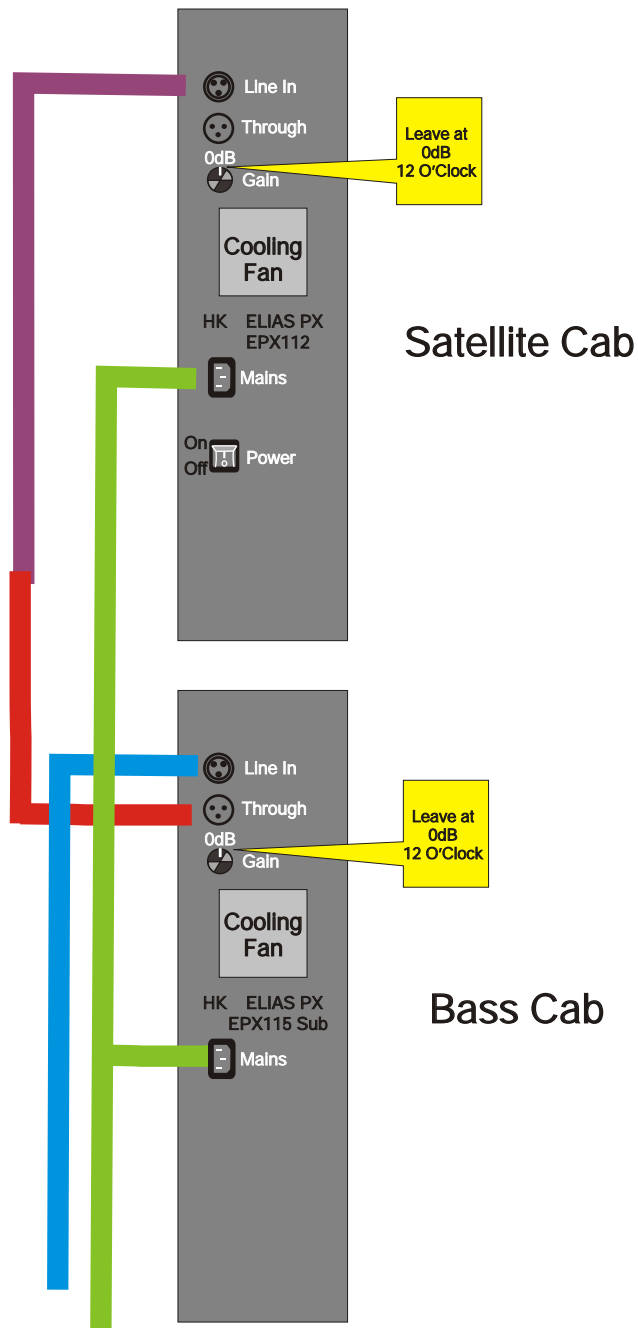 Line In
Through
0dB
Gain
Leave at
0dB
12 O'Clock
Cooling
Fan
HK ELIAS PX
EPX112
Satellite Cab
Mains
On
Off
Power
Line In
Through
0dB
Gain
Leave at
0dB
12 O'Clock
Cooling
Fan
HK ELIAS PX
EPX115 Sub
Bass Cab
Mains